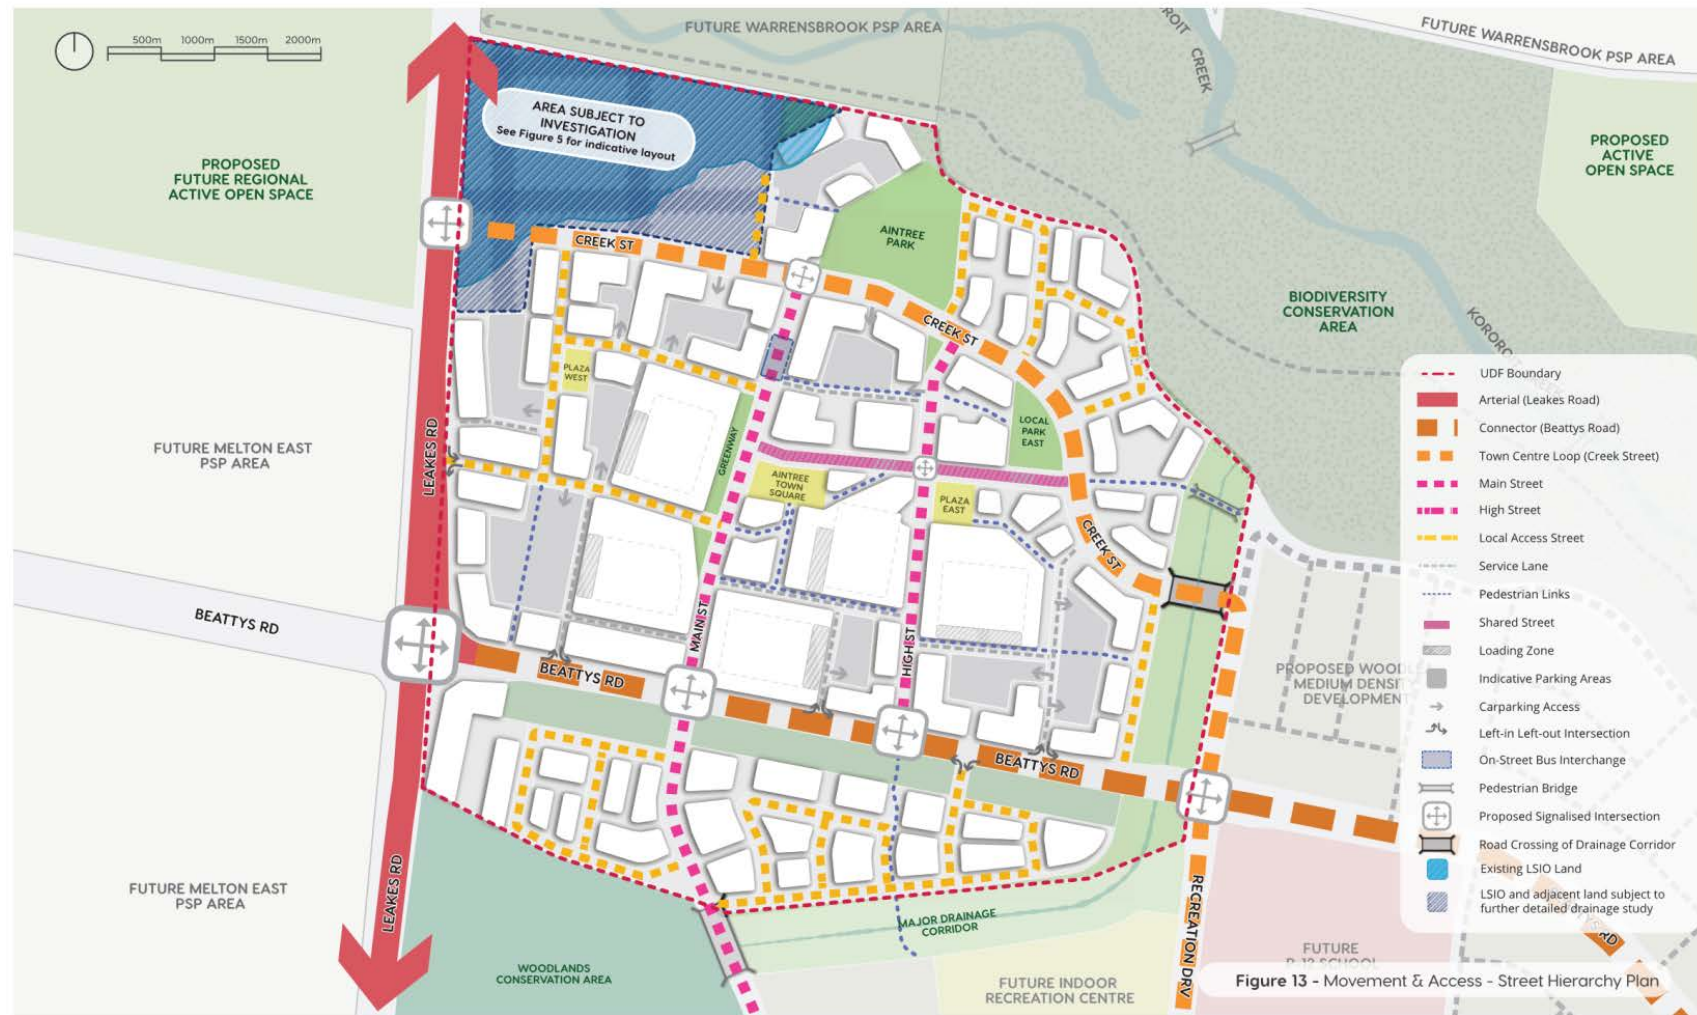 500m 1000m 1500m 2000m
FUTURE WARRENSBROOK PSP AREA
CREEK
FUTURE WARRENSBROOK PSP AREA
AREA SUBJECT TO
INVESTIGATION
See Figure 5 for indicative layout
PROPOSED
FUTURE REGIONAL
ACTIVE OPEN SPACE
PROPOSED
ACTIVE
OPEN SPACE
AINTREE
PARK
CREEK ST
BIODIVERSITY
CONSERVATION
AREA
CREEK ST
PLAZA
WEST
LOCAL
PARK
EAST
GREENWAY
LEAKES RD
FUTURE MELTON EAST
PSP AREA
AINTREE
TOWN
SQUARE
PLAZA
EAST
CREEK ST
BEATTYS RD
MAIN ST
HIGH ST
BEATTYS RD
BEATTYS RD
MEDIUM DENSITY
DEVELOPMENT
FUTURE MELTON EAST
PSP AREA
LEAKES RD
MAJOR DRAINAGE
CORRIDOR
RECREATION DRV
WOODLANDS
CONSERVATION AREA
FUTURE INDOOR
RECREATION CENTRE
FUTURE
P-12 SCHOOL
RD
UDF Boundary
Arterial (Leakes Road)
Connector (Beattys Road)
Town Centre Loop (Creek Street)
Main Street
High Street
Local Access Street
Service Lane
Pedestrian Links
Shared Street
Loading Zone
Indicative Parking Areas
Carparking Access
Left-in Left-out Intersection
On-Street Bus Interchange
Pedestrian Bridge
Proposed Signalised Intersection
Road Crossing of Drainage Corridor
Existing LSIO Land
LSIO and adjacent land subject to
further detailed drainage study
Figure 13 - Movement & Access - Street Hierarchy Plan